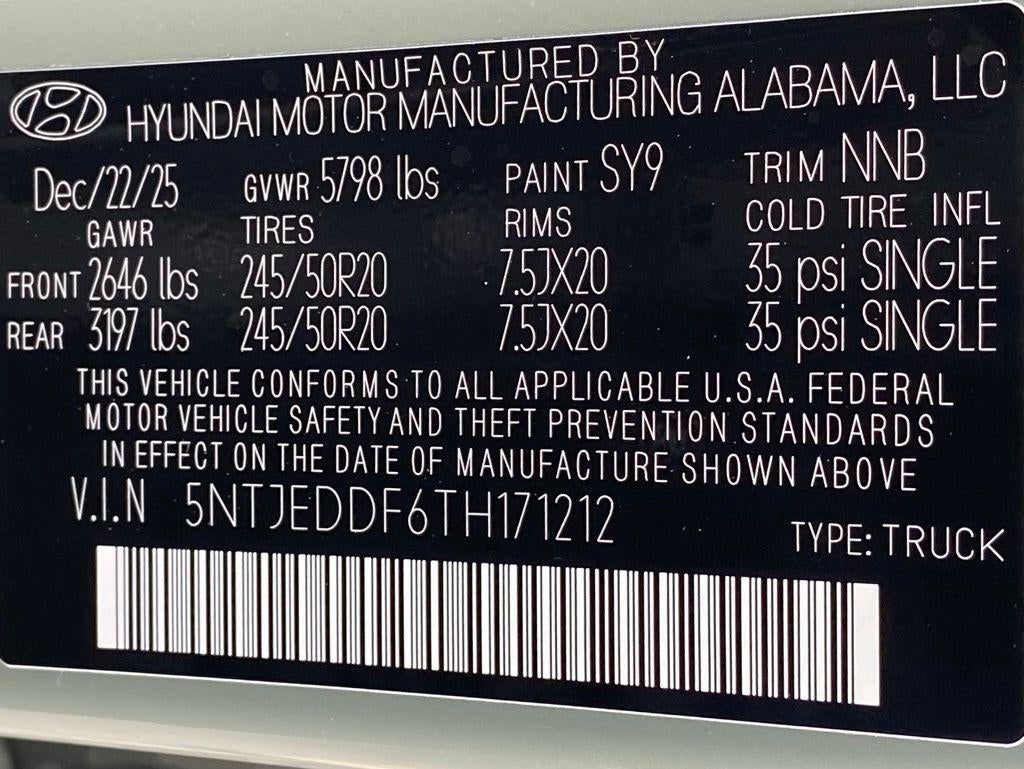 MANUFACTURED BY
HYUNDAI MOTOR MANUFACTURING ALABAMA, LLC
Dec/22/25 GVWR 5798 lbs PAINT SY9 TRIM NNB
GAWR TIRES RIMS COLD TIRE INFL
FRONT 2646 lbs 245/50R20 7.5JX20 35 psi SINGLE
REAR 3197 lbs 245/50R20 7.5JX20 35 psi SINGLE
THIS VEHICLE CONFORMS TO ALL APPLICABLE U.S.A. FEDERAL
MOTOR VEHICLE SAFETY AND THEFT PREVENTION STANDARDS
IN EFFECT ON THE DATE OF MANUFACTURE SHOWN ABOVE
V.I.N 5NTJEDDF6TH171212
TYPE: TRUCK